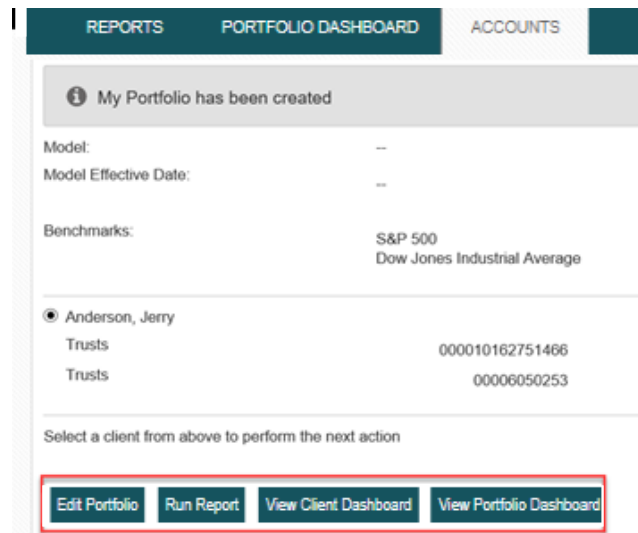 REPORTS PORTFOLIO DASHBOARD ACCOUNTS
My Portfolio has been created
Model: --
Model Effective Date: --
Benchmarks: S&P 500
Dow Jones Industrial Average
Anderson, Jerry
Trusts 000010162751466
Trusts 00006050253
Select a client from above to perform the next action
Edit Portfolio Run Report View Client Dashboard View Portfolio Dashboard